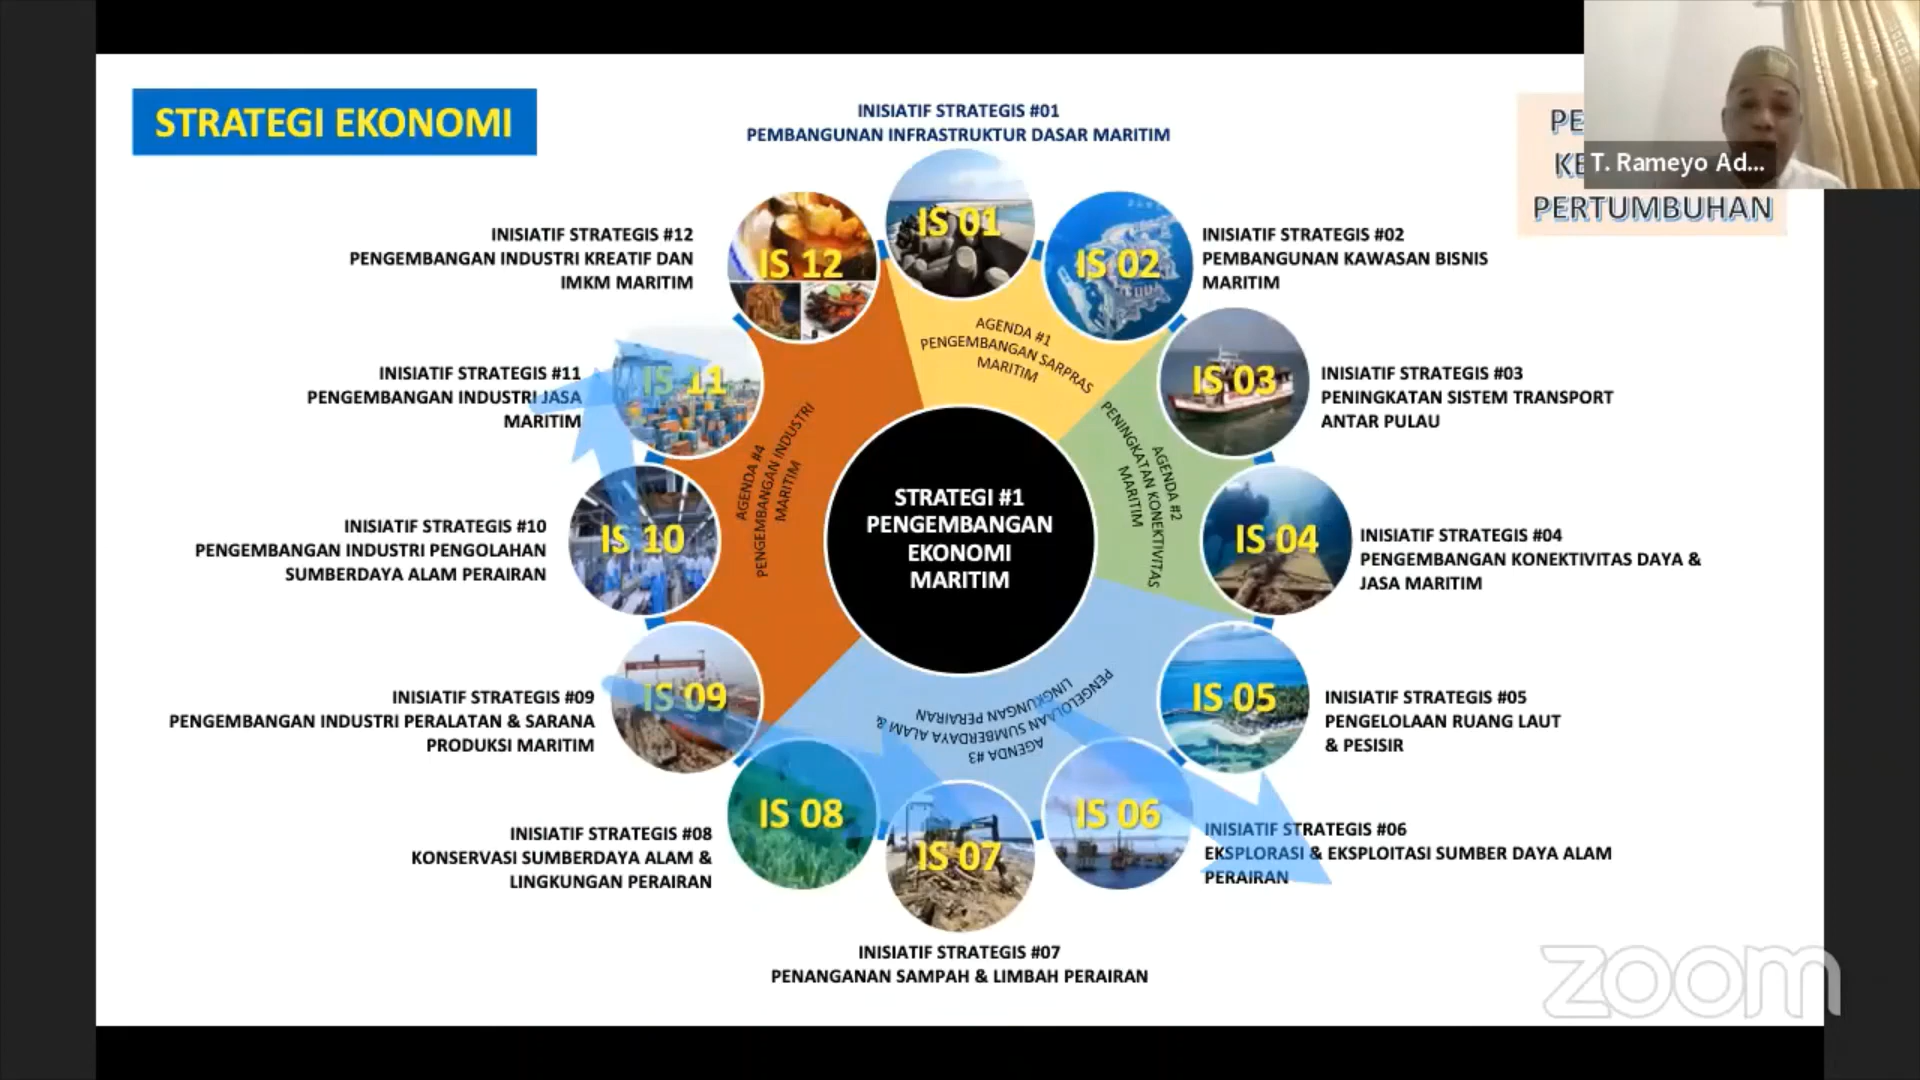 STRATEGI EKONOMI
INISIATIF STRATEGIS #01
PEMBANGUNAN INFRASTRUKTUR DASAR MARITIM
T. Rameyo Ad...
PERTUMBUHAN
IS 01
IS 02
INISIATIF STRATEGIS #02
PEMBANGUNAN KAWASAN BISNIS
MARITIM
IS 03
INISIATIF STRATEGIS #03
PENINGKATAN SISTEM TRANSPORT
ANTAR PULAU
IS 04
INISIATIF STRATEGIS #04
PENGEMBANGAN KONEKTIVITAS DAYA &
JASA MARITIM
IS 05
INISIATIF STRATEGIS #05
PENGELOLAAN RUANG LAUT
& PESISIR
IS 06
INISIATIF STRATEGIS #06
EKSPLORASI & EKSPLOITASI SUMBER DAYA ALAM
PERAIRAN
IS 07
INISIATIF STRATEGIS #07
PENANGANAN SAMPAH & LIMBAH PERAIRAN
IS 08
INISIATIF STRATEGIS #08
KONSERVASI SUMBERDAYA ALAM &
LINGKUNGAN PERAIRAN
IS 09
INISIATIF STRATEGIS #09
PENGEMBANGAN INDUSTRI PERALATAN & SARANA
PRODUKSI MARITIM
IS 10
INISIATIF STRATEGIS #10
PENGEMBANGAN INDUSTRI PENGOLAHAN
SUMBERDAYA ALAM PERAIRAN
IS 11
INISIATIF STRATEGIS #11
PENGEMBANGAN INDUSTRI JASA
MARITIM
IS 12
INISIATIF STRATEGIS #12
PENGEMBANGAN INDUSTRI KREATIF DAN
IMKM MARITIM
AGENDA #1
PENGEMBANGAN SARPRAS
MARITIM
AGENDA #2
PENINGKATAN KONEKTIVITAS
MARITIM
AGENDA #3
PENGELOLAAN SUMBERDAYA ALAM &
LINGKUNGAN PERAIRAN
AGENDA #4
PENGEMBANGAN INDUSTRI
MARITIM
STRATEGI #1
PENGEMBANGAN
EKONOMI
MARITIM
zoom